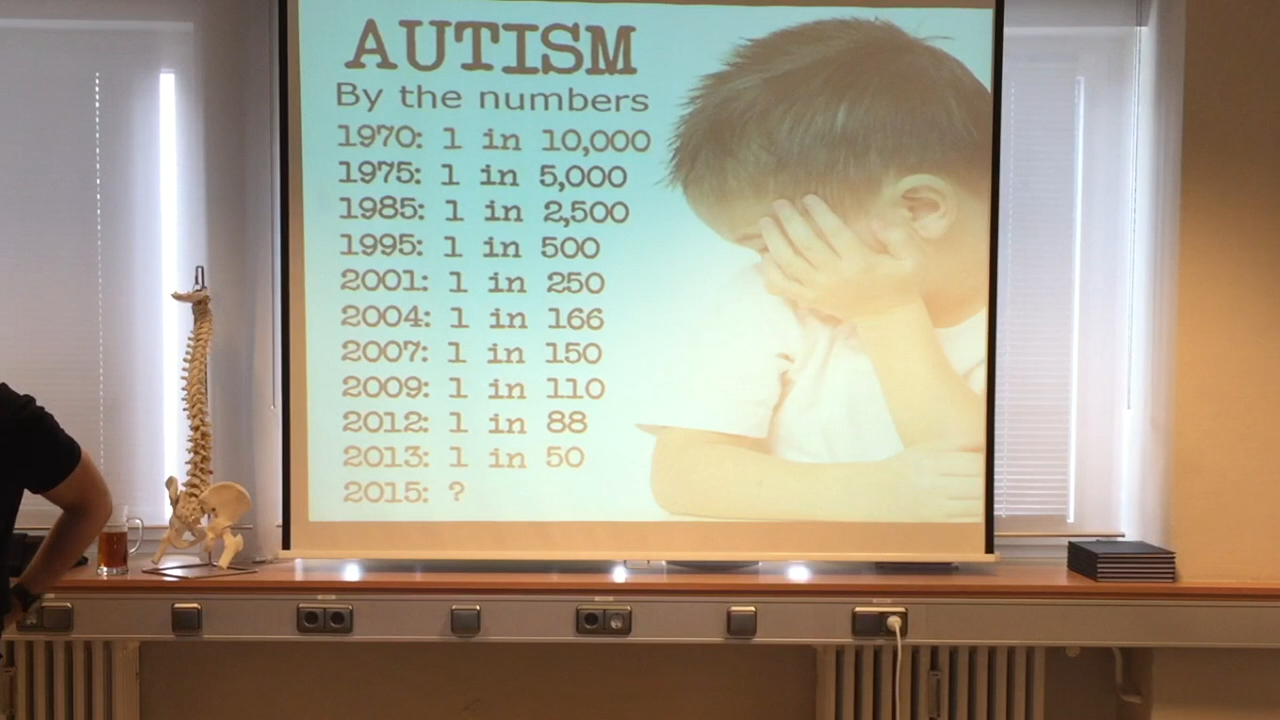 AUTISM
By the numbers
1970: 1 in 10,000
1975: 1 in 5,000
1985: 1 in 2,500
1995: 1 in 500
2001: 1 in 250
2004: 1 in 166
2007: 1 in 150
2009: 1 in 110
2012: 1 in 88
2013: 1 in 50
2015: ?